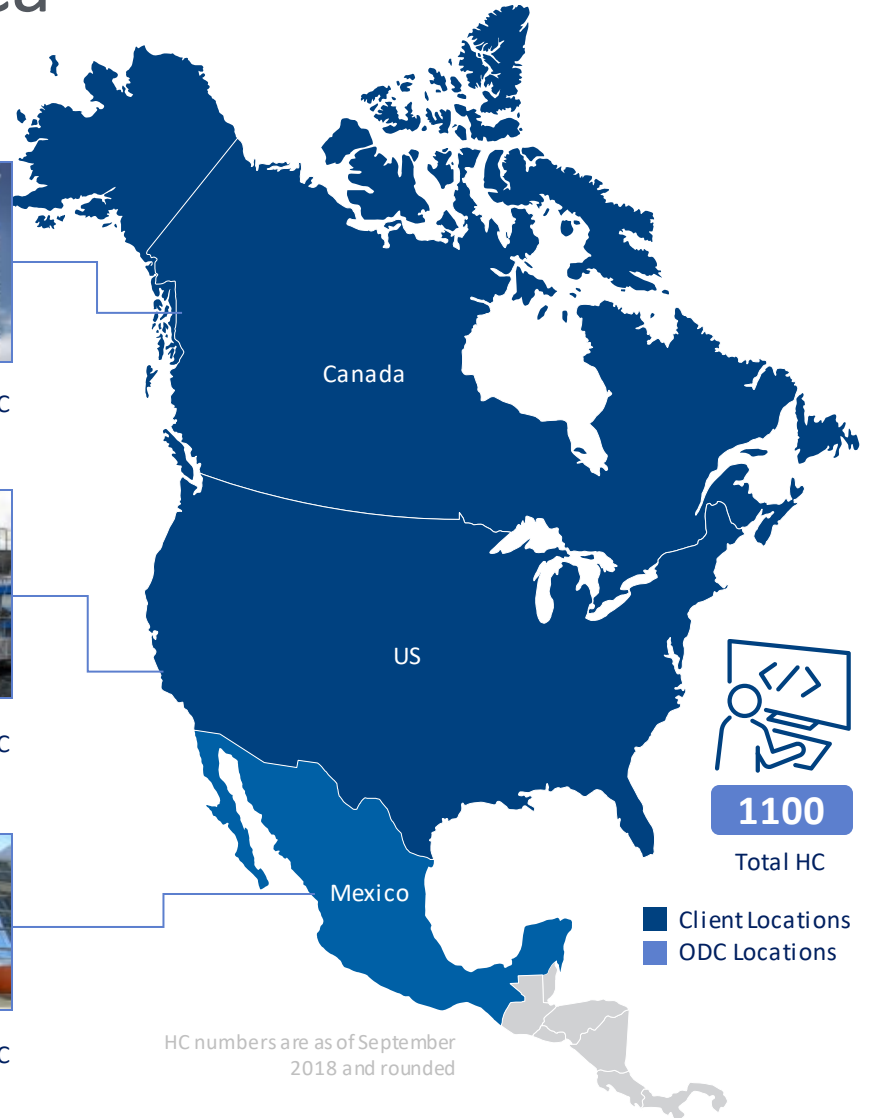 Canada
US
</>
1100
Total HC
Mexico
Client Locations
ODC Locations
HC numbers are as of September
2018 and rounded